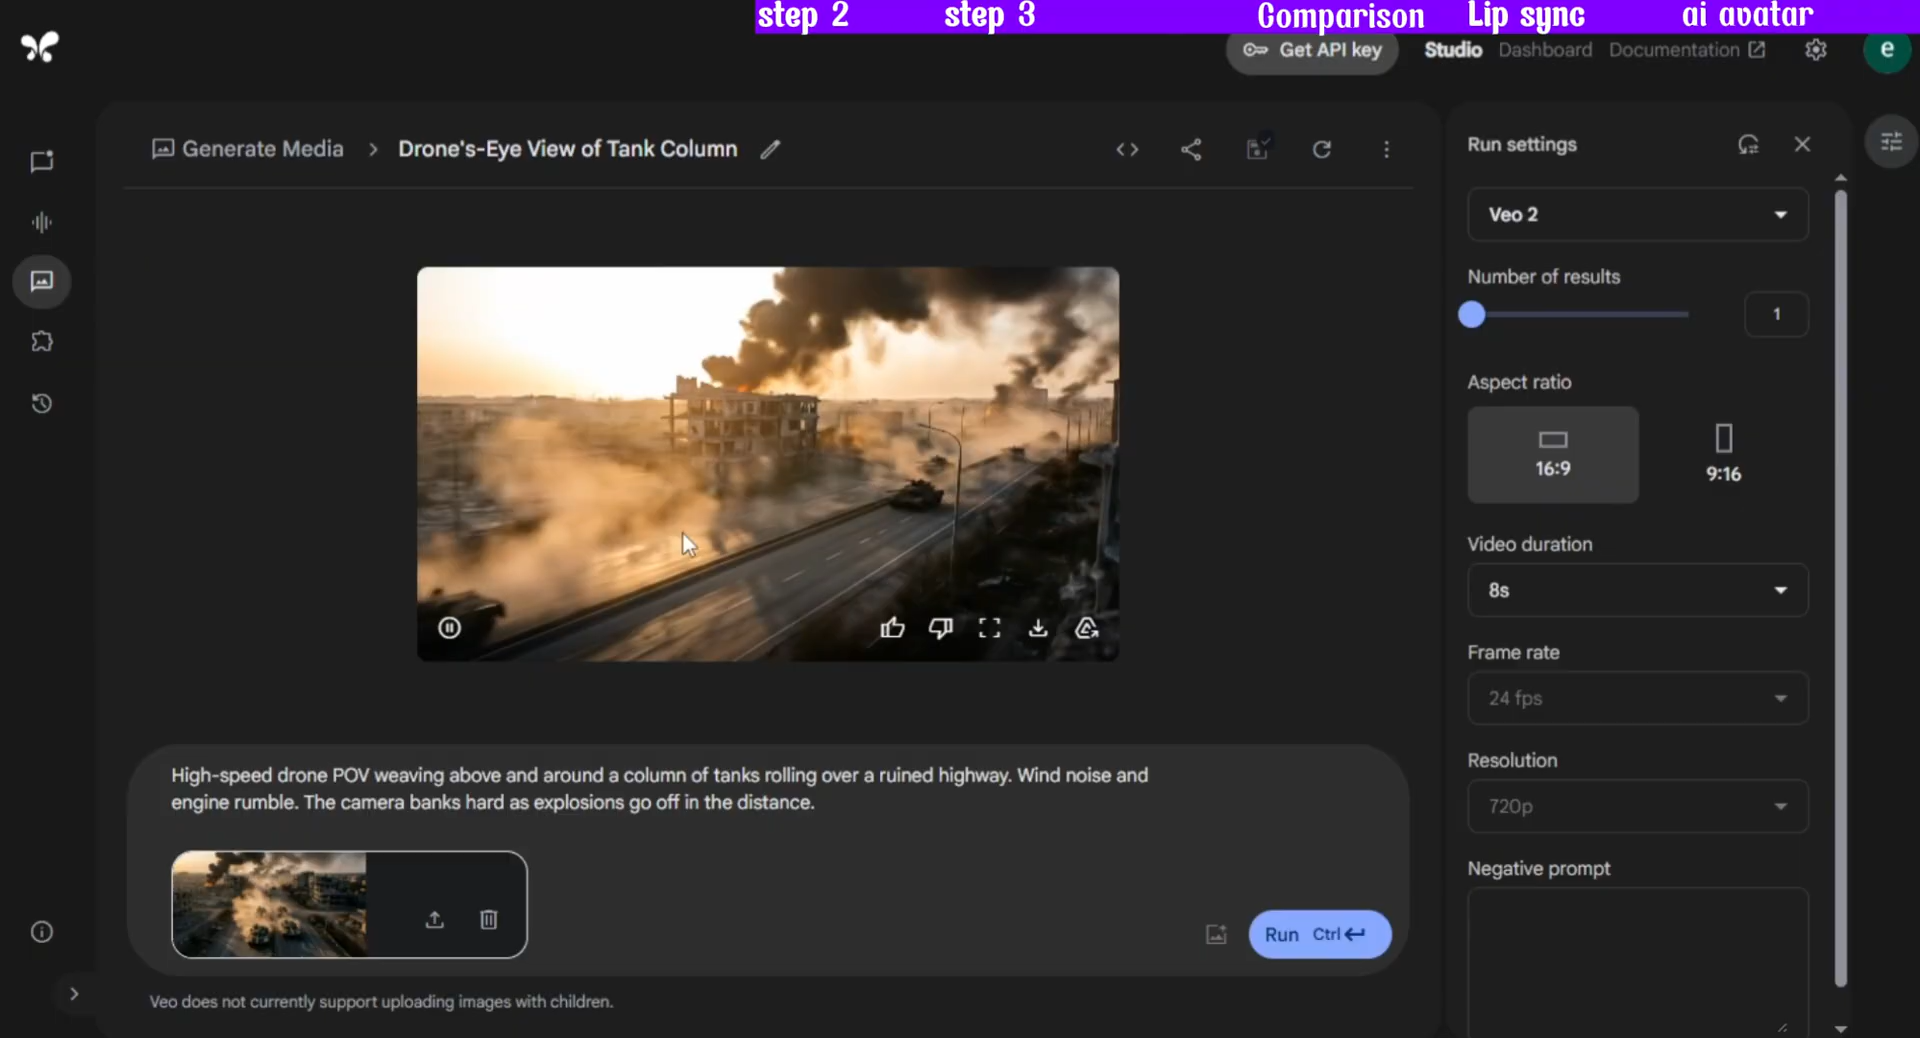 step 2 step 3 Comparison Lip sync ai avatar
Get API key Studio Dashboard Documentation e
Generate Media > Drone's-Eye View of Tank Column
Run settings
Veo 2
Number of results
1
Aspect ratio
16:9 9:16
Video duration
8s
Frame rate
24 fps
Resolution
720p
Negative prompt
High-speed drone POV weaving above and around a column of tanks rolling over a ruined highway. Wind noise and
engine rumble. The camera banks hard as explosions go off in the distance.
Run Ctrl
Veo does not currently support uploading images with children.